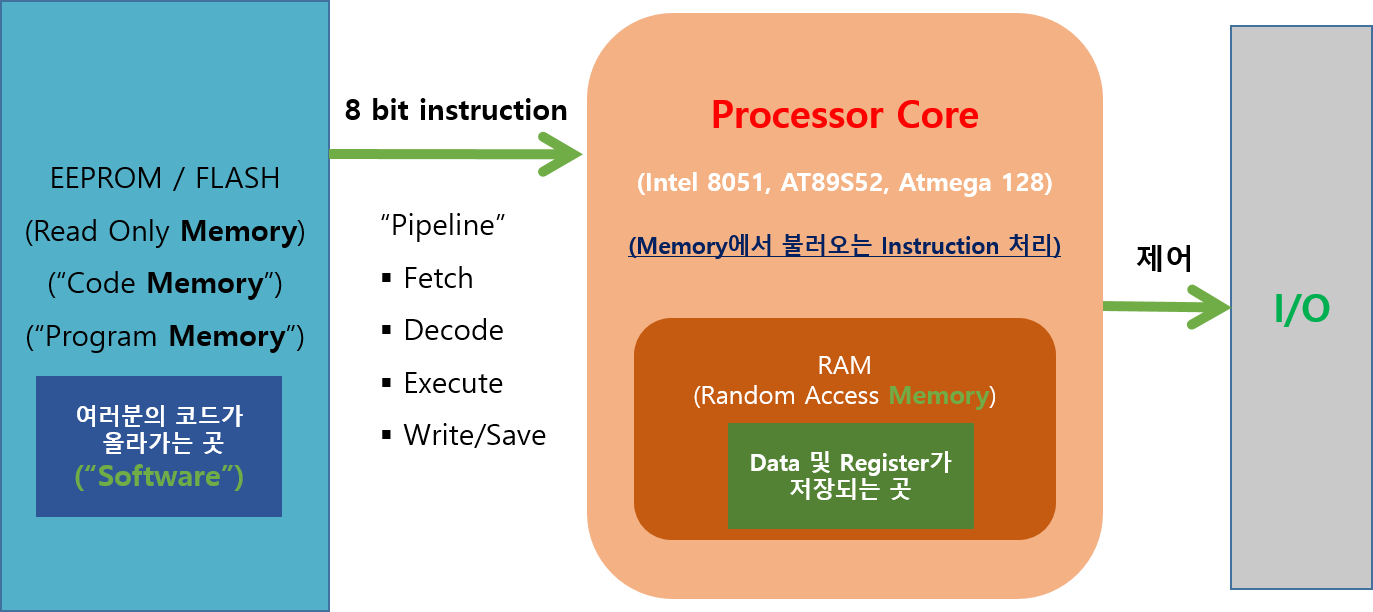 EEPROM / FLASH
(Read Only Memory)
(“Code Memory”)
(“Program Memory”)
여러분의 코드가
올라가는 곳
(“Software”)
8 bit instruction
“Pipeline”
▪ Fetch
▪ Decode
▪ Execute
▪ Write/Save
Processor Core
(Intel 8051, AT89S52, Atmega 128)
(Memory에서 불러오는 Instruction 처리)
RAM
(Random Access Memory)
Data 및 Register가
저장되는 곳
제어
I/O